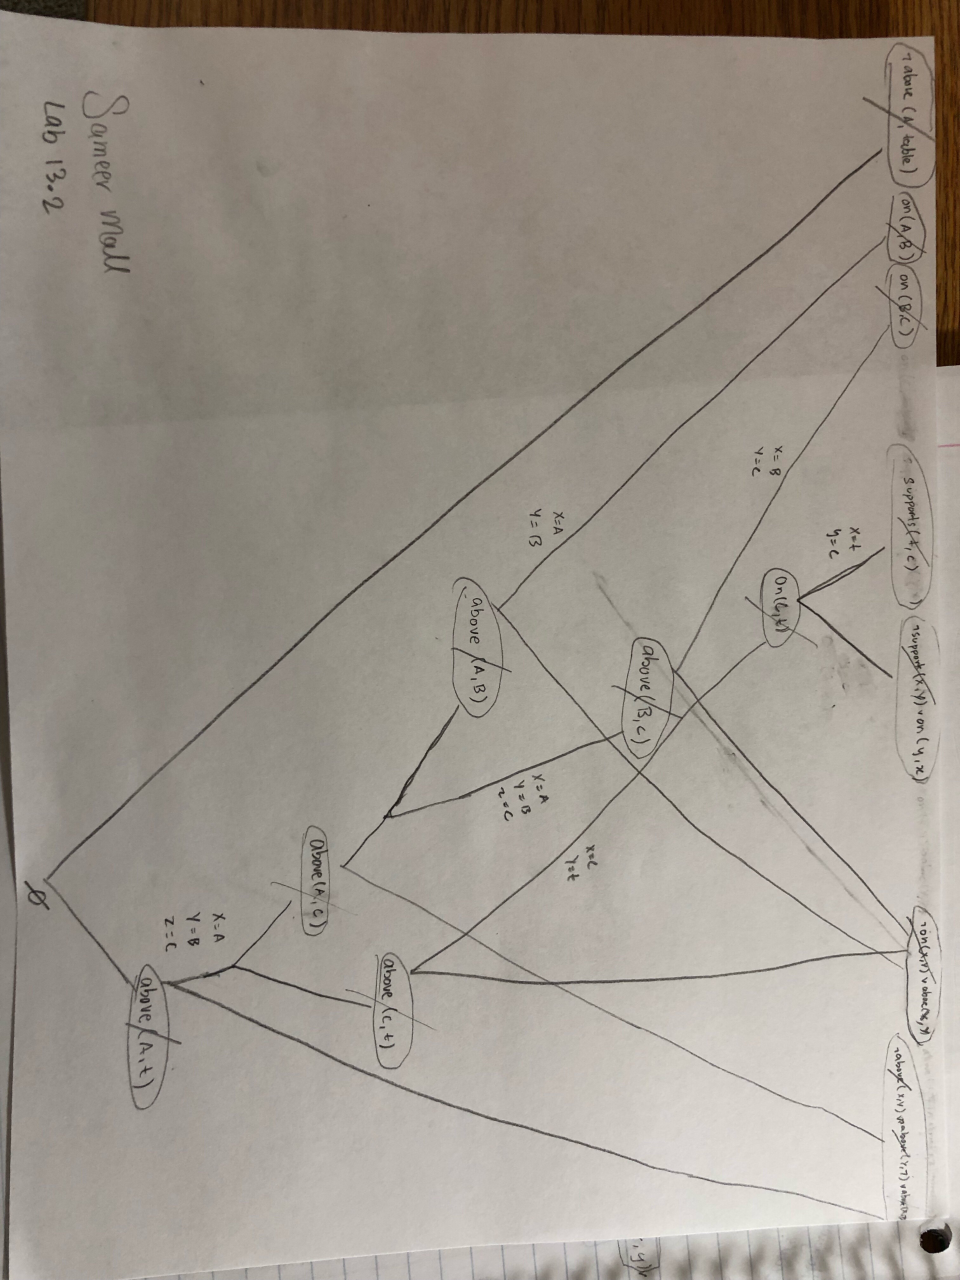 ¬above(A, table)
on(A,B)
on(B,C)
supports(t,c)
¬support(x,y) v on(y,x)
¬on(x,y) v above(x,y)
¬above(x,y) v ¬above(y,z) v above
x=t
y=c
on(c,t)
x=B
y=c
above(B,c)
x=A
y=B
above(A,B)
x=A
y=B
z=C
x=c
y=t
above(A,c)
above(c,t)
x=A
y=B
z=C
above(A,t)
ø
Sameer Mall
Lab 13.2
,y)v